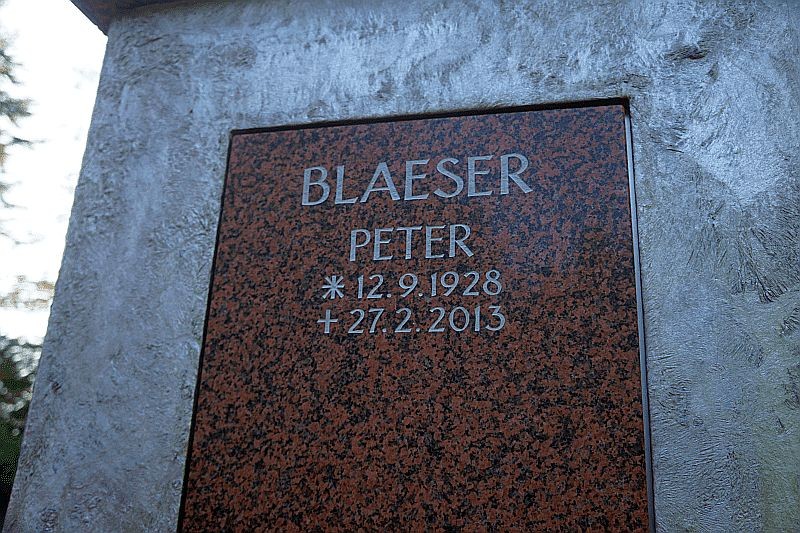 BLAESER
PETER
* 12.9.1928
+ 27.2.2013